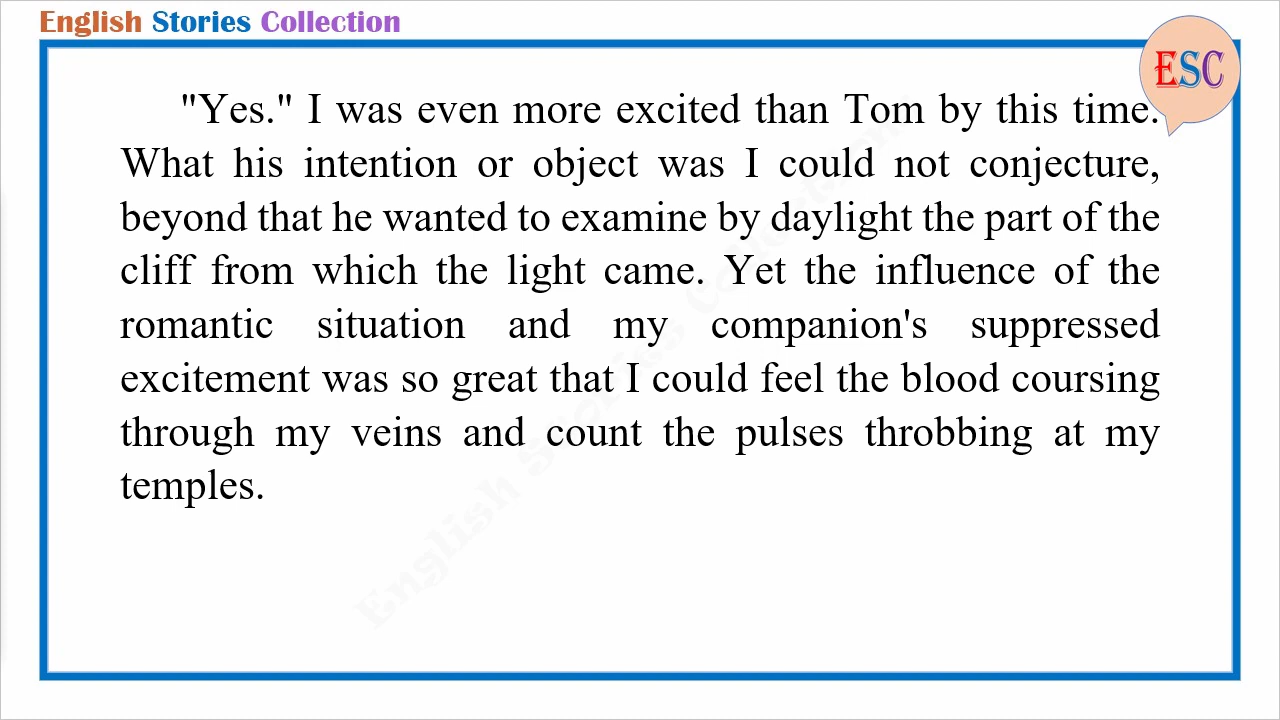 English Stories Collection
ESC
"Yes." I was even more excited than Tom by this time.
What his intention or object was I could not conjecture,
beyond that he wanted to examine by daylight the part of the
cliff from which the light came. Yet the influence of the
romantic situation and my companion's suppressed
excitement was so great that I could feel the blood coursing
through my veins and count the pulses throbbing at my
temples.
English Stories Collection